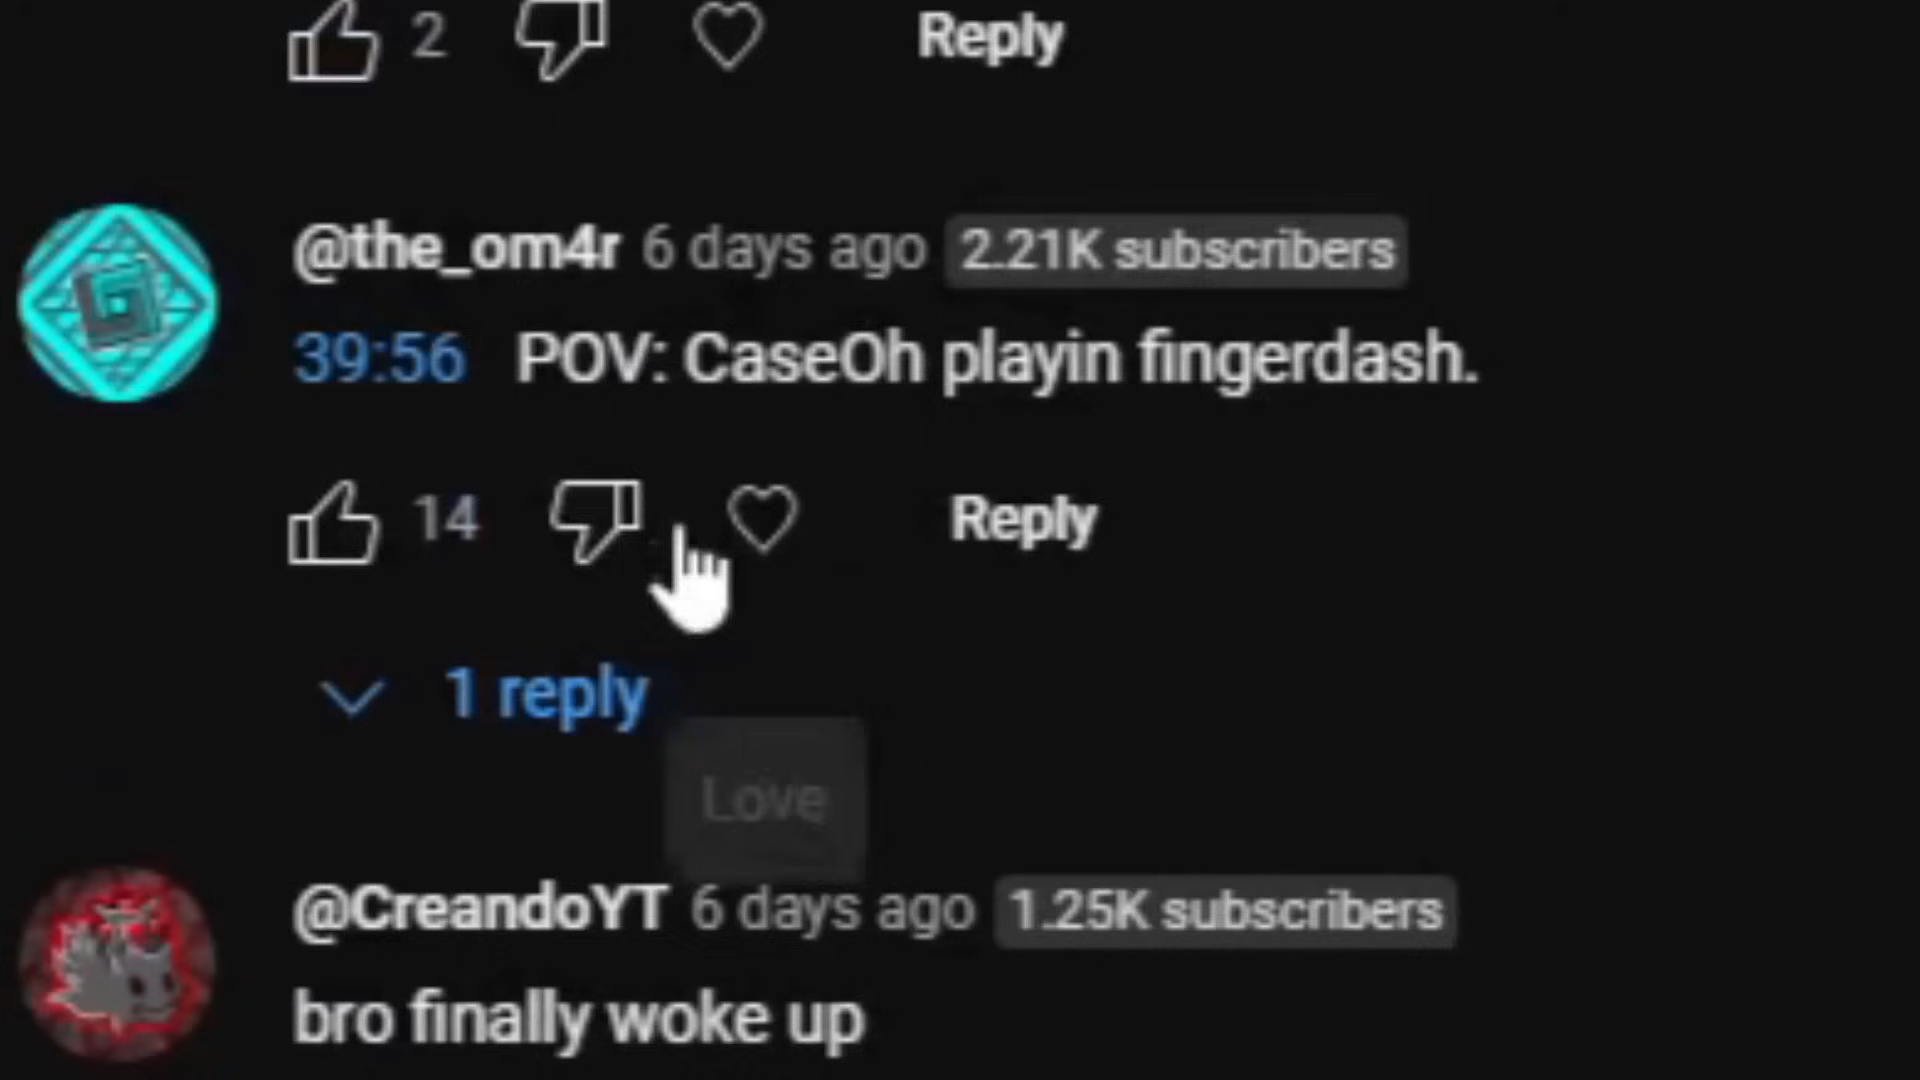 2 Reply
@the_om4r 6 days ago 2.21K subscribers
39:56 POV: CaseOh playin fingerdash.
14 Reply
1 reply
Love
@CreandoYT 6 days ago 1.25K subscribers
bro finally woke up